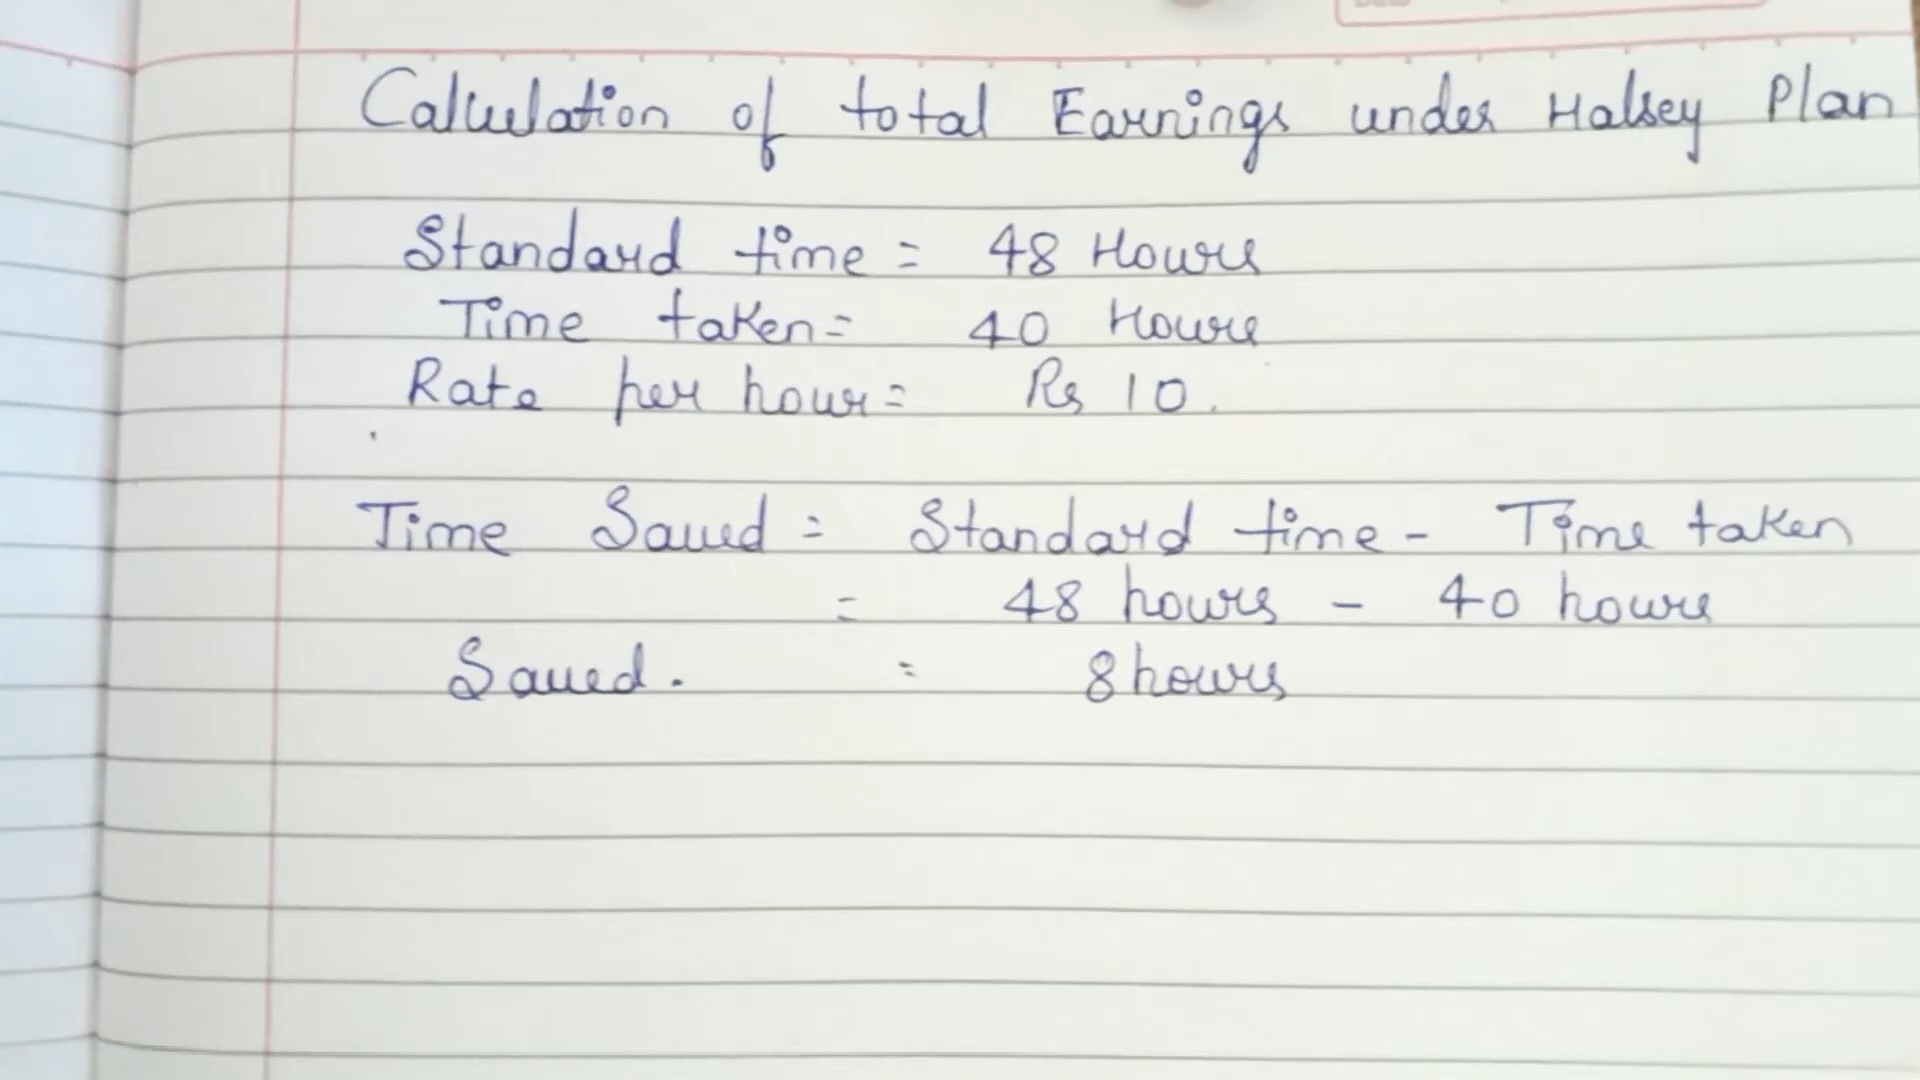 Calculation of total Earnings under Halsey Plan
Standard time = 48 Hours
Time taken = 40 Hours
Rate per hour = Rs 10.
Time Saved = Standard time - Time taken
= 48 hours - 40 hours
Saved. = 8 hours